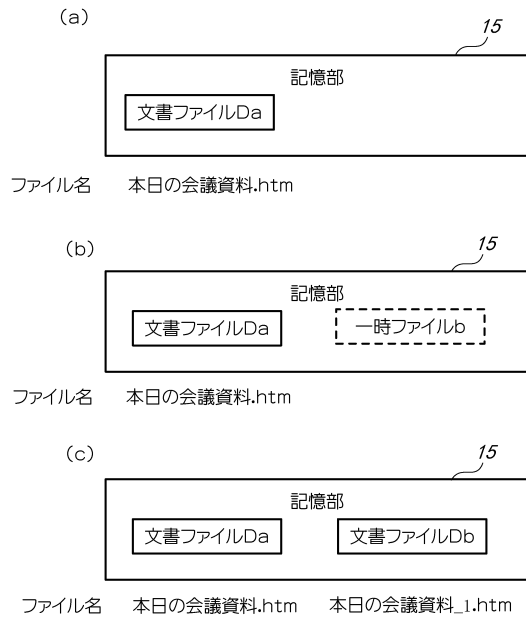 (a)
15
記憶部
文書ファイルDa
ファイル名 本日の会議資料.htm
(b)
15
記憶部
文書ファイルDa 一時ファイルb
ファイル名 本日の会議資料.htm
(c)
15
記憶部
文書ファイルDa 文書ファイルDb
ファイル名 本日の会議資料.htm 本日の会議資料_1.htm